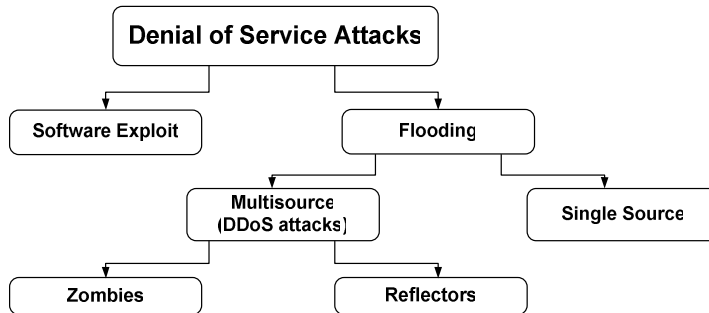 Denial of Service Attacks
Software Exploit
Flooding
Multisource
(DDoS attacks)
Single Source
Zombies
Reflectors